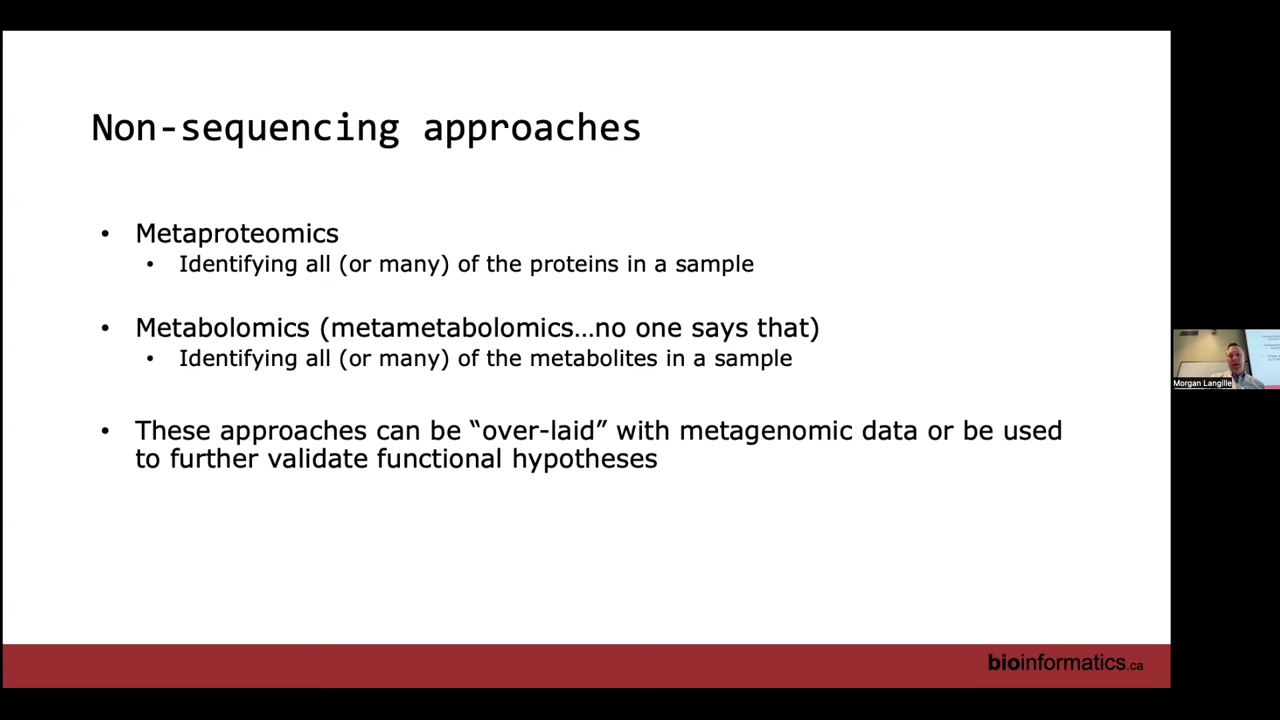 Non-sequencing approaches
• Metaproteomics
• Identifying all (or many) of the proteins in a sample
• Metabolomics (metametabolomics…no one says that)
• Identifying all (or many) of the metabolites in a sample
• These approaches can be “over-laid” with metagenomic data or be used
to further validate functional hypotheses
Morgan Langille
bioinformatics.ca